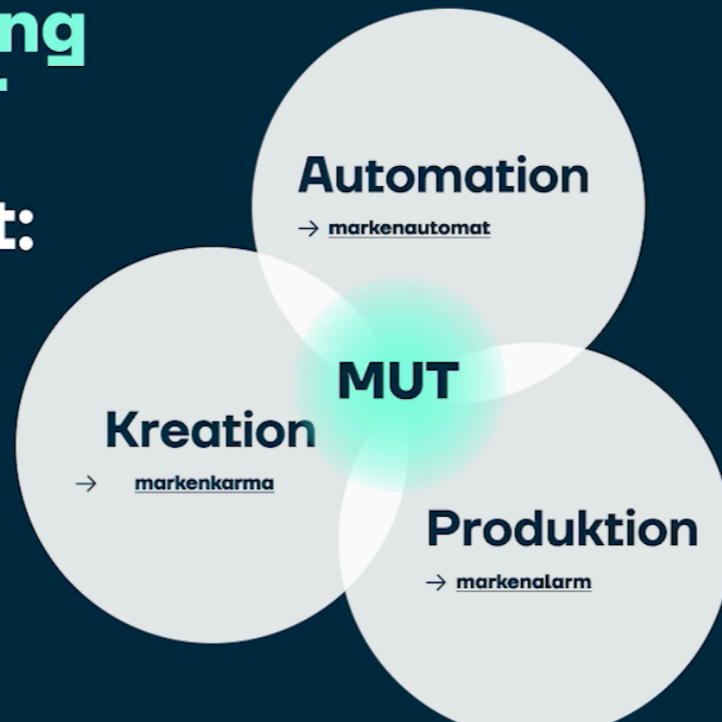 t:
Automation
→ markenautomat
MUT
Kreation
→ markenkarma
Produktion
→ markenalarm